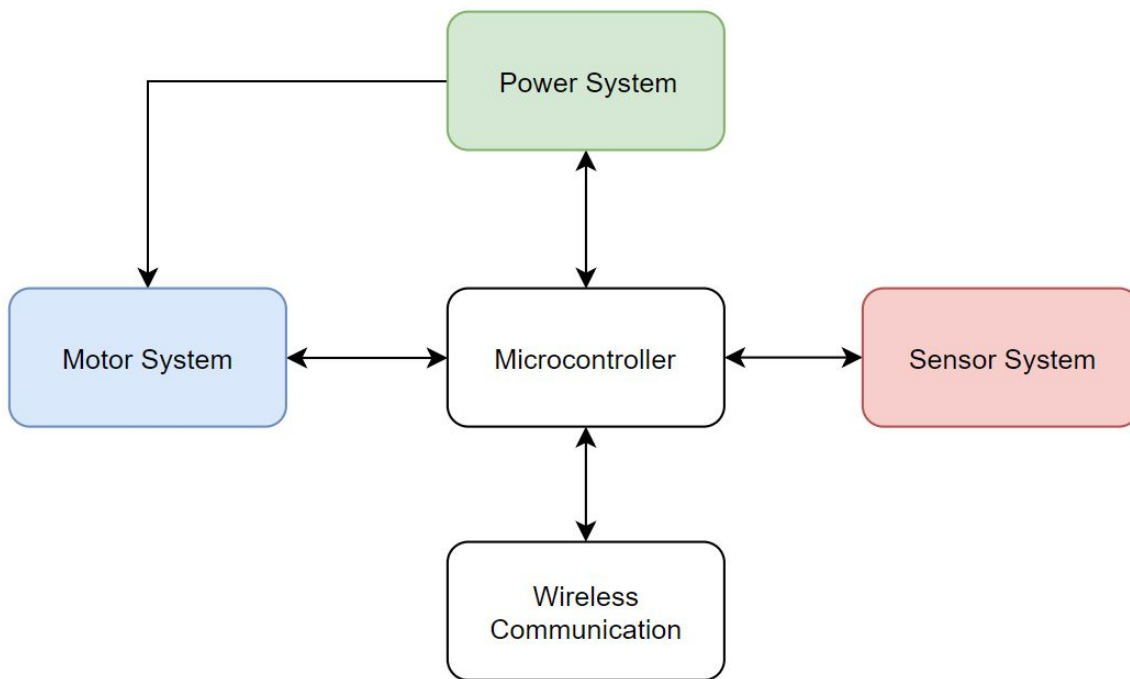 Power System
Motor System
Microcontroller
Sensor System
Wireless
Communication